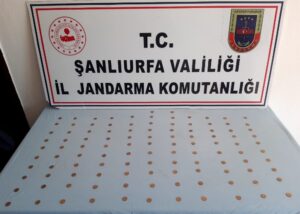 T.C.
ŞANLIURFA VALİLİĞİ
İL JANDARMA KOMUTANLIĞI